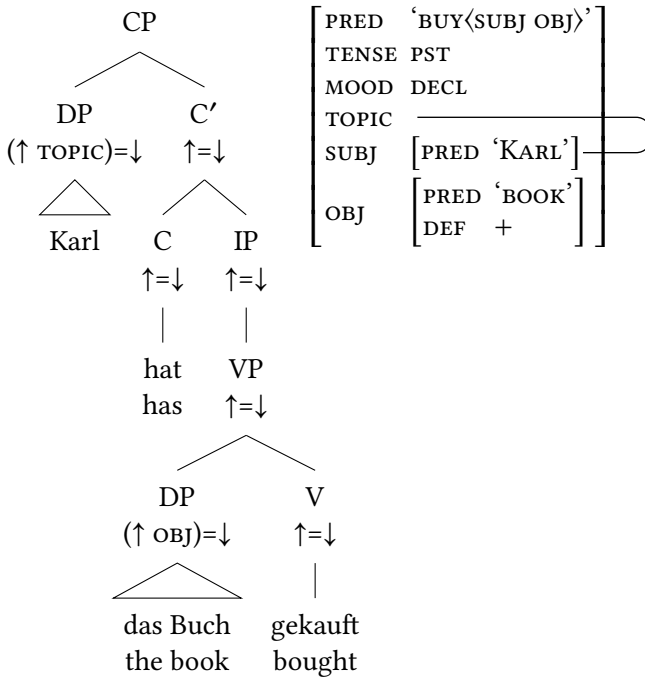 CP
DP C′
(↑ TOPIC)=↓ ↑=↓
Karl C IP
↑=↓ ↑=↓
hat VP
has ↑=↓
DP V
(↑ OBJ)=↓ ↑=↓
das Buch gekauft
the book bought
PRED ‘BUY⟨SUBJ OBJ⟩’
TENSE PST
MOOD DECL
TOPIC
SUBJ [PRED ‘KARL’]
OBJ [PRED ‘BOOK’
DEF +]